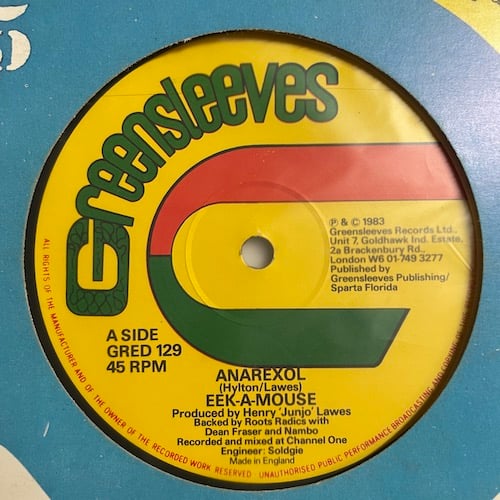 Greensleeves
℗ & © 1983
Greensleeves Records Ltd.,
Unit 7, Goldhawk Ind. Estate,
2a Brackenbury Rd.,
London W6 01-749 3277
Published by
Greensleeves Publishing/
Sparta Florida
A SIDE
GRED 129
45 RPM
ANAREXOL
(Hylton/Lawes)
EEK-A-MOUSE
Produced by Henry 'Junjo' Lawes
Backed by Roots Radics with
Dean Fraser and Nambo
Recorded and mixed at Channel One
Engineer: Soldgie
Made in England
ALL RIGHTS OF THE MANUFACTURER AND OF THE OWNER OF THE RECORDED WORK RESERVED - UNAUTHORISED PUBLIC PERFORMANCE, BROADCASTING AND